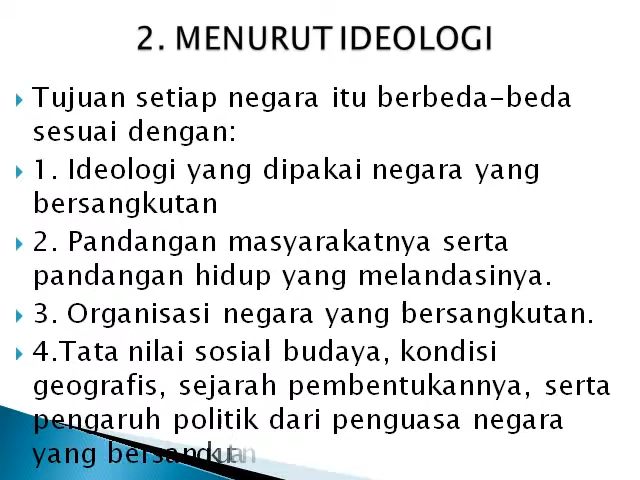 2. MENURUT IDEOLOGI
Tujuan setiap negara itu berbeda-beda
sesuai dengan:
1. Ideologi yang dipakai negara yang
bersangkutan
2. Pandangan masyarakatnya serta
pandangan hidup yang melandasinya.
3. Organisasi negara yang bersangkutan.
4.Tata nilai sosial budaya, kondisi
geografis, sejarah pembentukannya, serta
pengaruh politik dari penguasa negara
yang bersangkutan